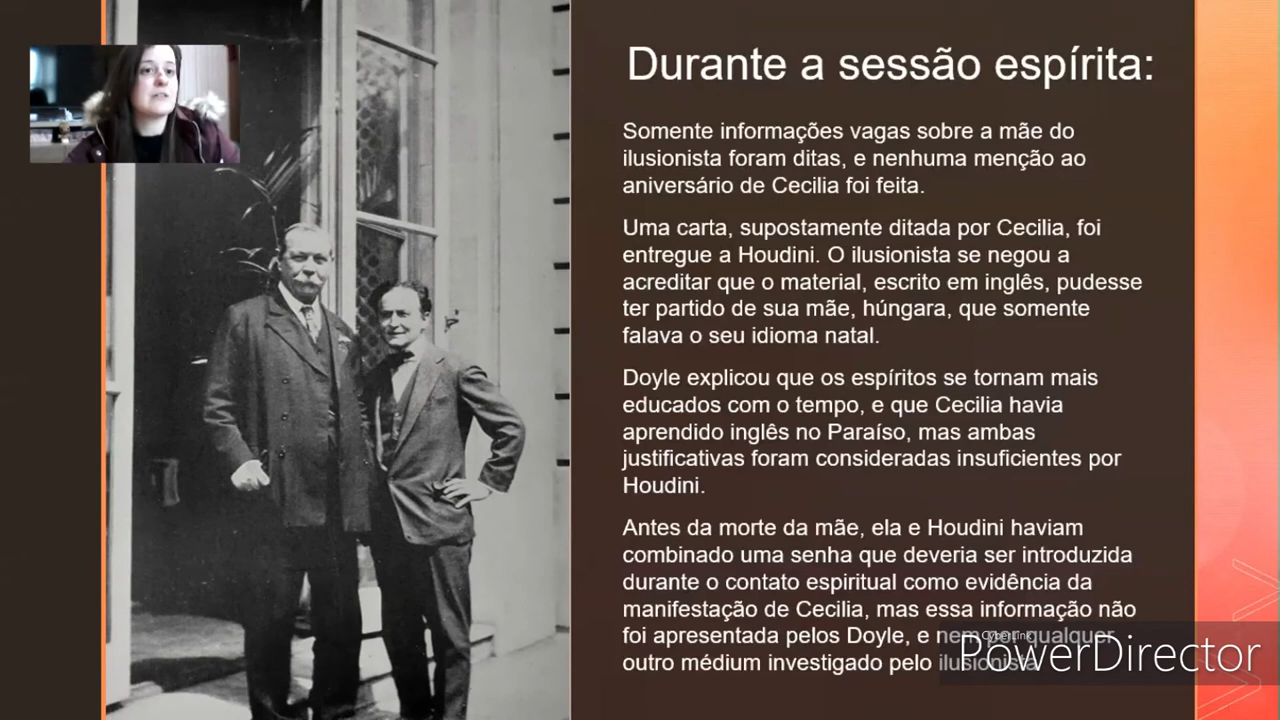 Durante a sessão espírita:
Somente informações vagas sobre a mãe do
ilusionista foram ditas, e nenhuma menção ao
aniversário de Cecilia foi feita.
Uma carta, supostamente ditada por Cecilia, foi
entregue a Houdini. O ilusionista se negou a
acreditar que o material, escrito em inglês, pudesse
ter partido de sua mãe, húngara, que somente
falava o seu idioma natal.
Doyle explicou que os espíritos se tornam mais
educados com o tempo, e que Cecilia havia
aprendido inglês no Paraíso, mas ambas
justificativas foram consideradas insuficientes por
Houdini.
Antes da morte da mãe, ela e Houdini haviam
combinado uma senha que deveria ser introduzida
durante o contato espiritual como evidência da
manifestação de Cecilia, mas essa informação não
foi apresentada pelos Doyle, e nem por qualquer
outro médium investigado pelo ilusionista
CyberLink
PowerDirector